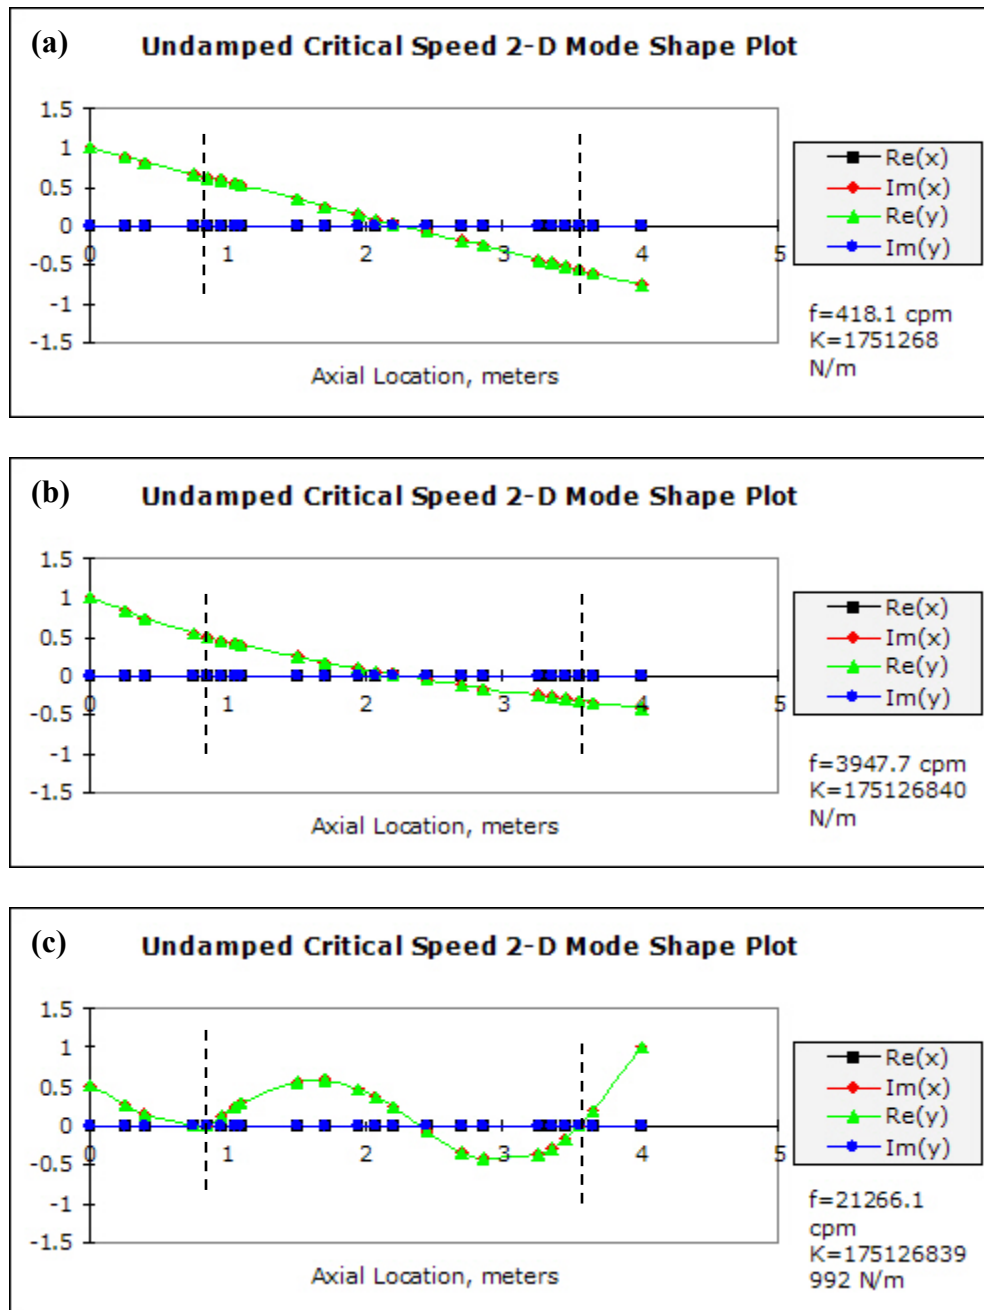 (a)
Undamped Critical Speed 2-D Mode Shape Plot
1.5
1
0.5
0
-0.5
-1
-1.5
0 1 2 3 4 5
Axial Location, meters
Re(x)
Im(x)
Re(y)
Im(y)
f=418.1 cpm
K=1751268
N/m
(b)
Undamped Critical Speed 2-D Mode Shape Plot
1.5
1
0.5
0
-0.5
-1
-1.5
0 1 2 3 4 5
Axial Location, meters
Re(x)
Im(x)
Re(y)
Im(y)
f=3947.7 cpm
K=175126840
N/m
(c)
Undamped Critical Speed 2-D Mode Shape Plot
1.5
1
0.5
0
-0.5
-1
-1.5
0 1 2 3 4 5
Axial Location, meters
Re(x)
Im(x)
Re(y)
Im(y)
f=21266.1
cpm
K=175126839
992 N/m